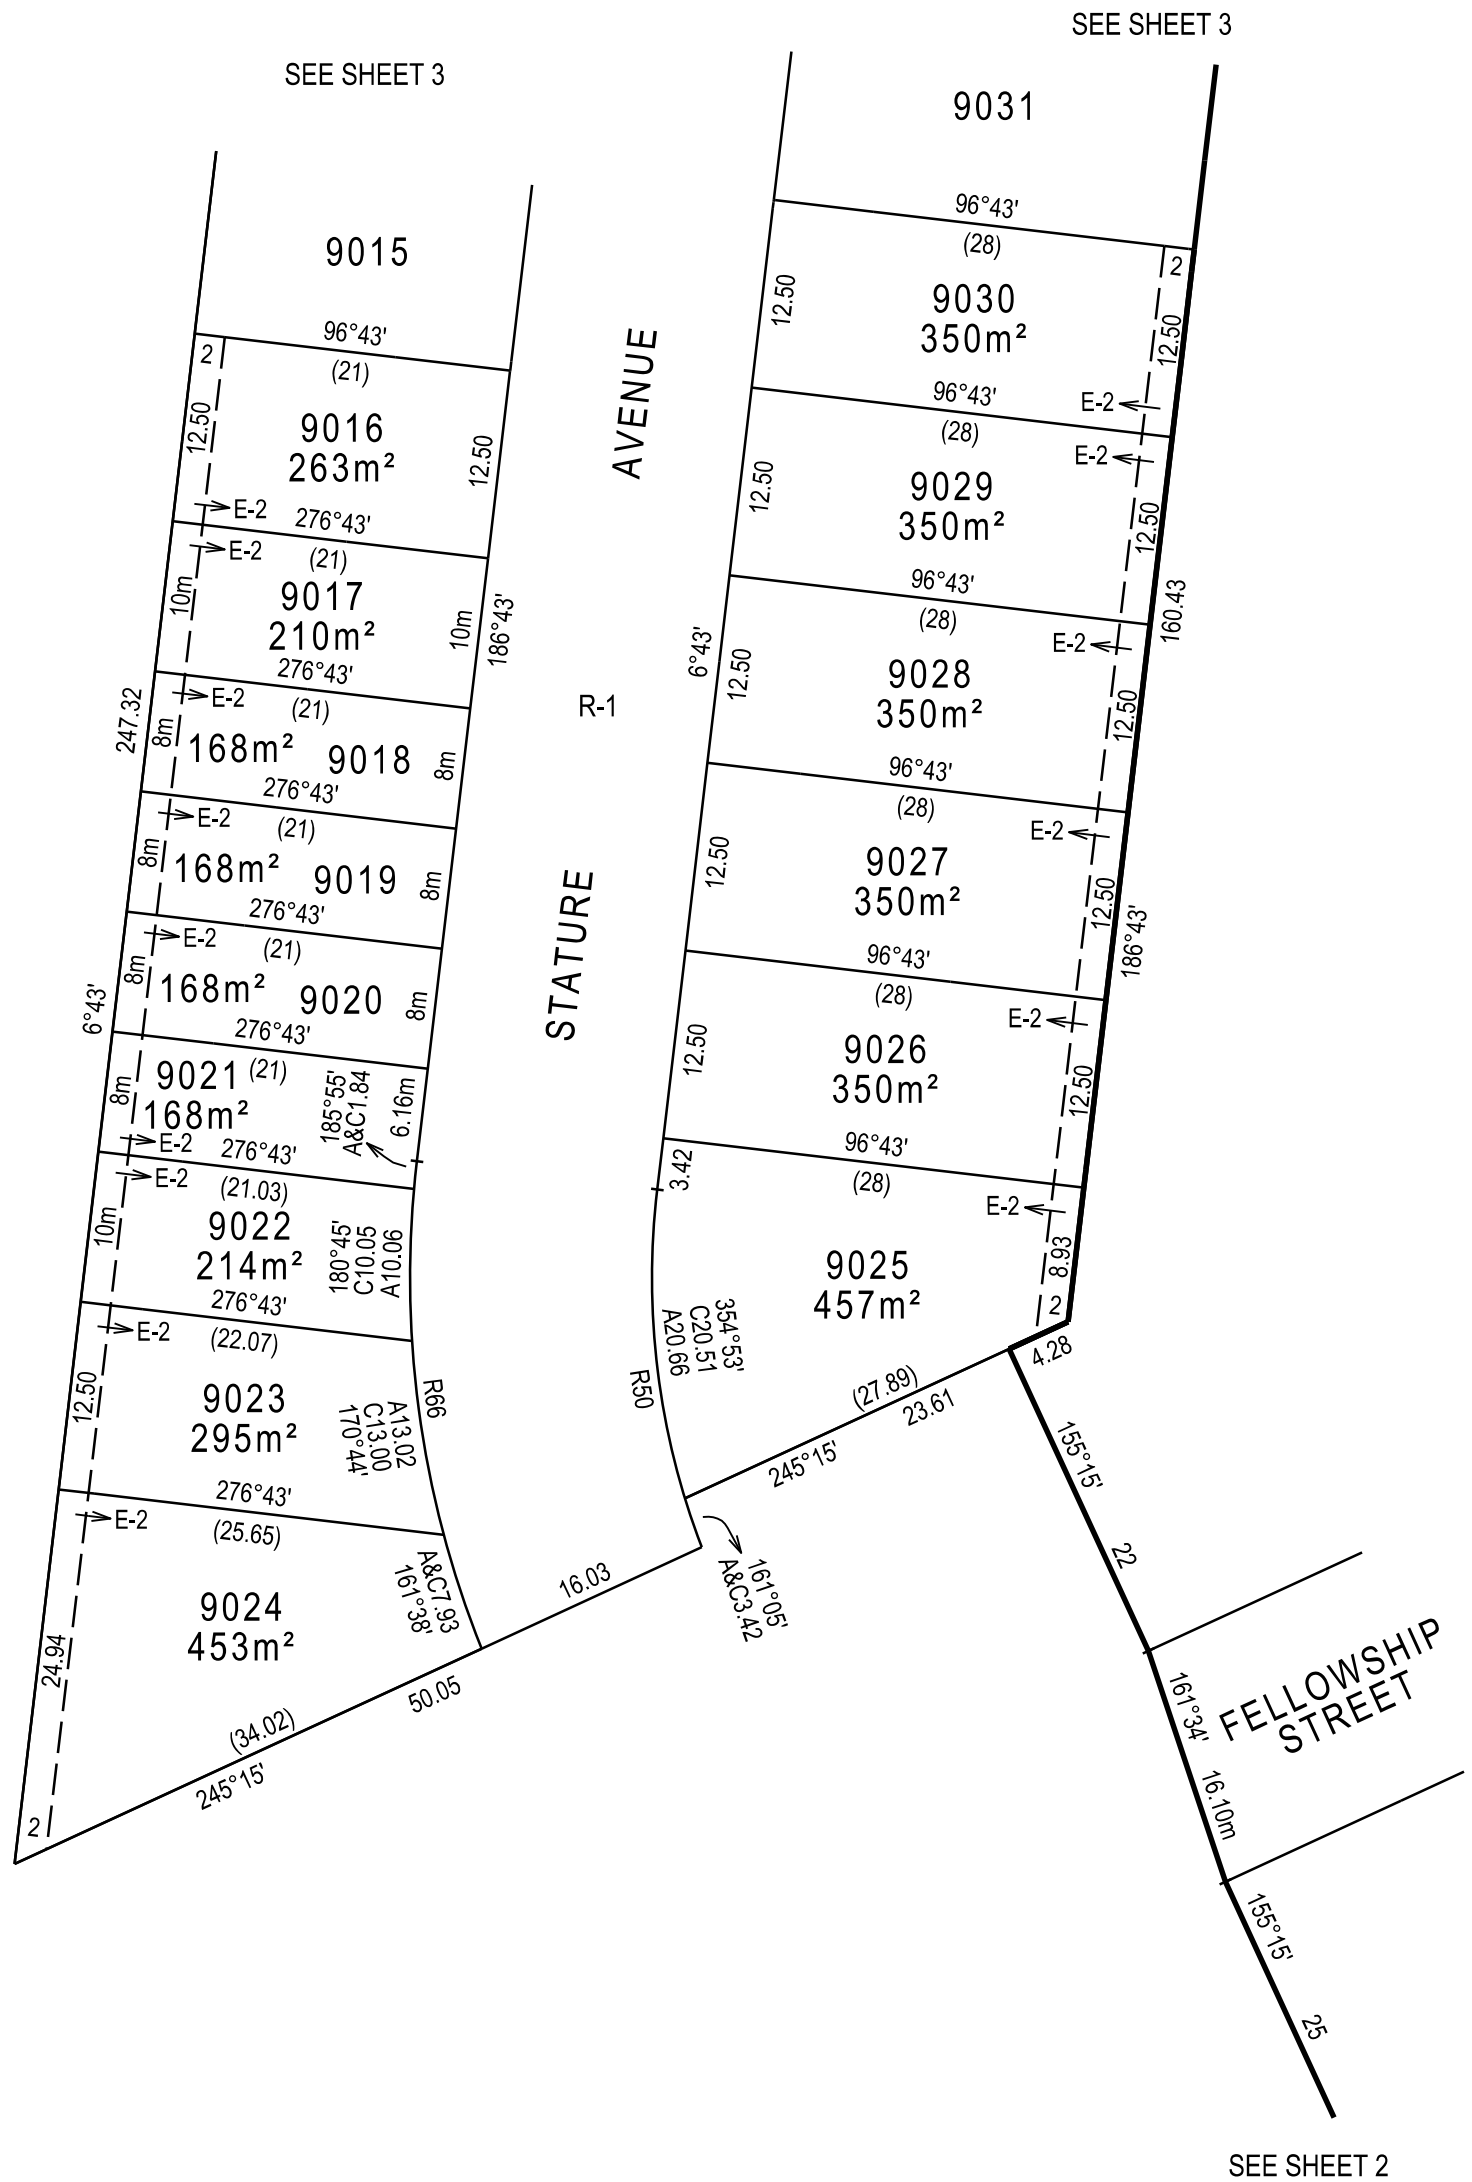 SEE SHEET 3
SEE SHEET 3
9031
9015
96°43'
(28)
2
9030
350m²
12.50
12.50
E-2
96°43'
(28)
E-2
9029
350m²
12.50
12.50
96°43'
(28)
E-2
9028
350m²
6°43'
12.50
12.50
160.43
96°43'
(28)
E-2
9027
350m²
12.50
12.50
186°43'
96°43'
(28)
E-2
9026
350m²
12.50
12.50
96°43'
(28)
E-2
3.42
9025
457m²
8.93
2
354°53'
C20.51
A20.66
R50
(27.89)
23.61
245°15'
4.28
96°43'
2
(21)
9016
263m²
12.50
12.50
E-2
276°43'
E-2
(21)
9017
210m²
10m
10m
186°43'
276°43'
E-2
(21)
247.32
8m
168m²
9018
8m
276°43'
E-2
(21)
8m
168m²
9019
8m
276°43'
E-2
(21)
8m
168m²
9020
8m
6°43'
276°43'
9021
(21)
168m²
8m
185°55'
A&C1.84
6.16m
E-2
276°43'
E-2
(21.03)
9022
214m²
10m
180°45'
C10.05
A10.06
276°43'
E-2
(22.07)
9023
295m²
12.50
A13.02
C13.00
170°44'
R66
276°43'
E-2
(25.65)
9024
453m²
24.94
A&C7.93
161°38'
2
(34.02)
245°15'
50.05
16.03
161°05'
A&C3.42
AVENUE
R-1
STATURE
155°15'
22
FELLOWSHIP
STREET
161°34'
16.10m
155°15'
25
SEE SHEET 2